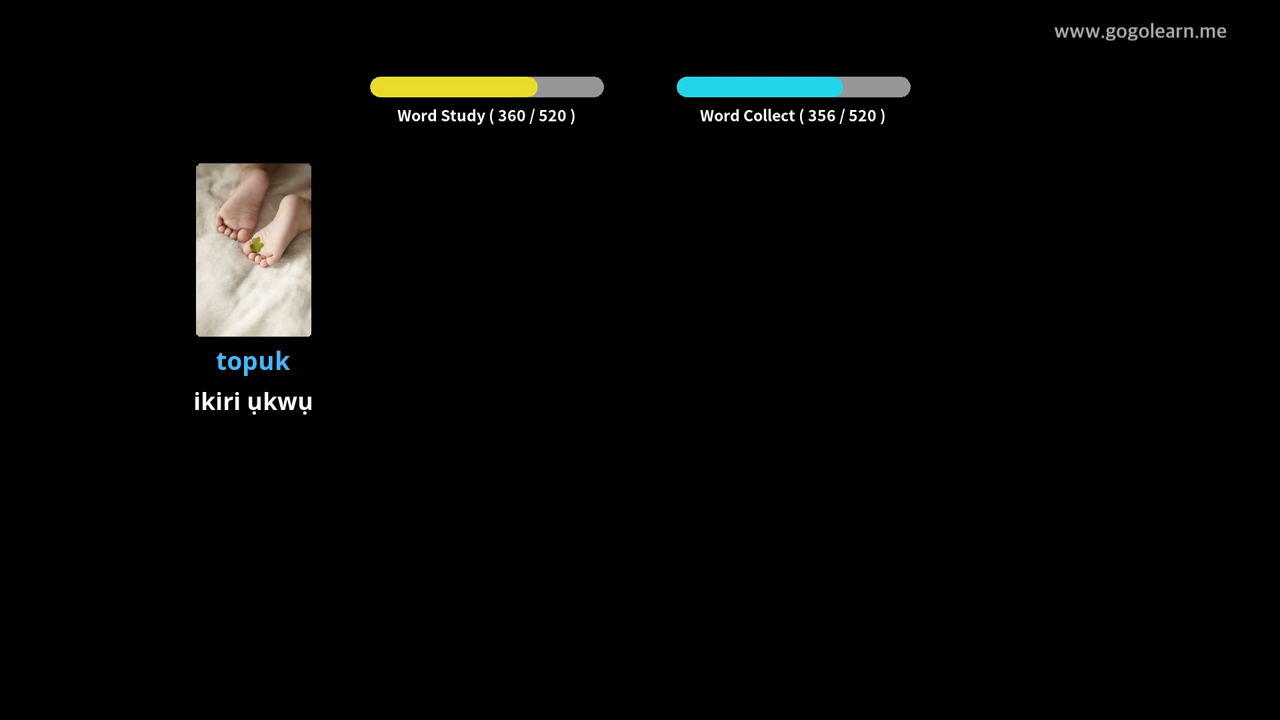 www.gogolearn.me
Word Study ( 360 / 520 )
Word Collect ( 356 / 520 )
topuk
ikiri ụkwụ